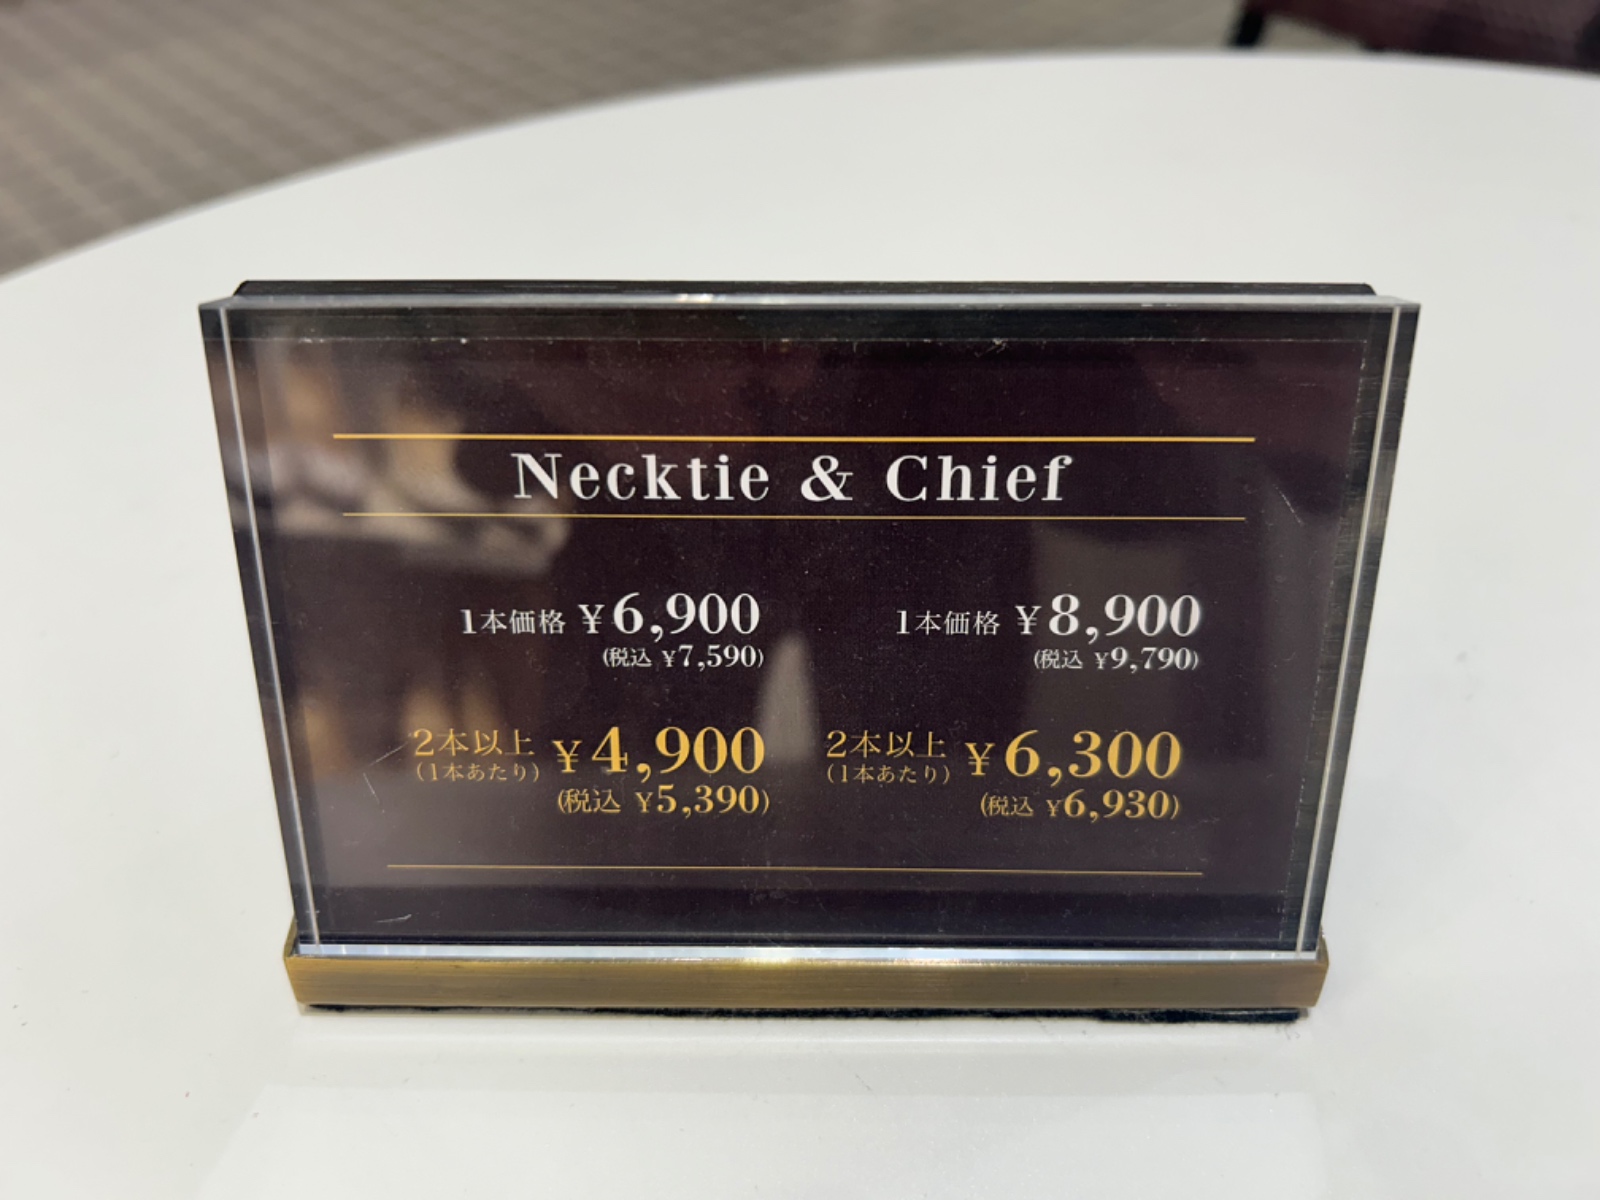 Necktie & Chief
1本価格 ¥6,900
(税込 ¥7,590)
1本価格 ¥8,900
(税込 ¥9,790)
2本以上 ¥4,900
(1本あたり)
(税込 ¥5,390)
2本以上 ¥6,300
(1本あたり)
(税込 ¥6,930)